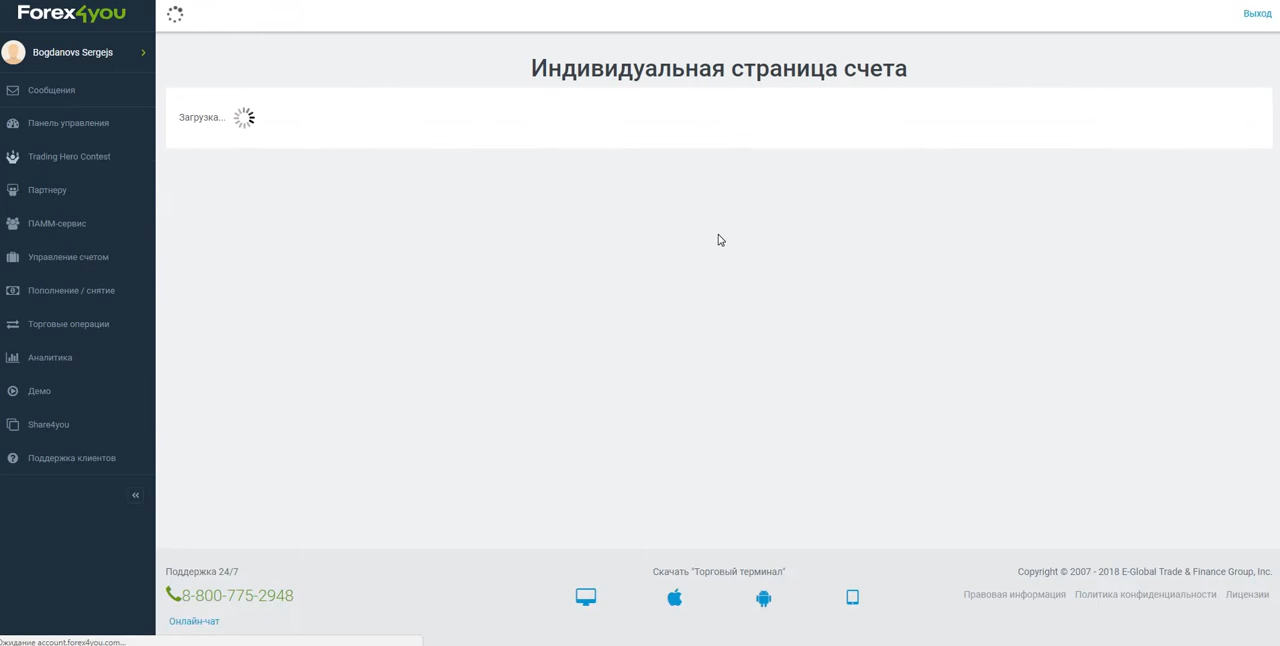 Forex4you
Выход
Bogdanovs Sergejs
Сообщения
Панель управления
Trading Hero Contest
Партнеру
ПАММ-сервис
Управление счетом
Пополнение / снятие
Торговые операции
Аналитика
Демо
Share4you
Поддержка клиентов
Индивидуальная страница счета
Загрузка...
Поддержка 24/7
8-800-775-2948
Онлайн-чат
Скачать "Торговый терминал"
Copyright © 2007 - 2018 E-Global Trade & Finance Group, Inc.
Правовая информация Политика конфиденциальности Лицензии
Ожидание account.forex4you.com...